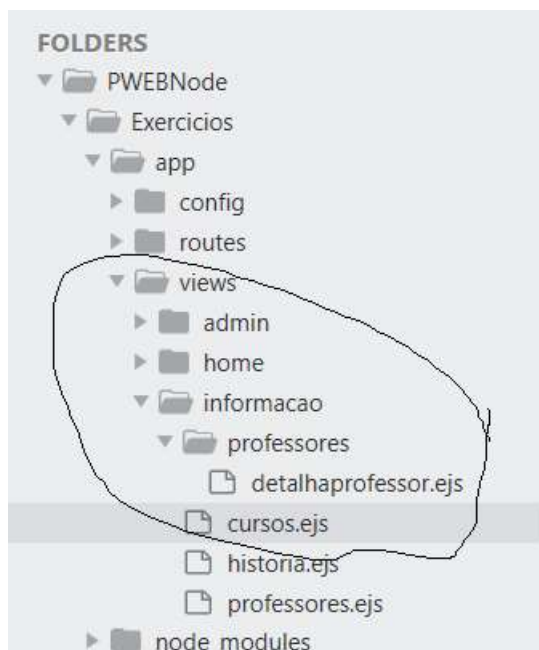 FOLDERS
PWEBNode
Exercicios
app
config
routes
views
admin
home
informacao
professores
detalhaprofessor.ejs
cursos.ejs
historia.ejs
professores.ejs
node_modules